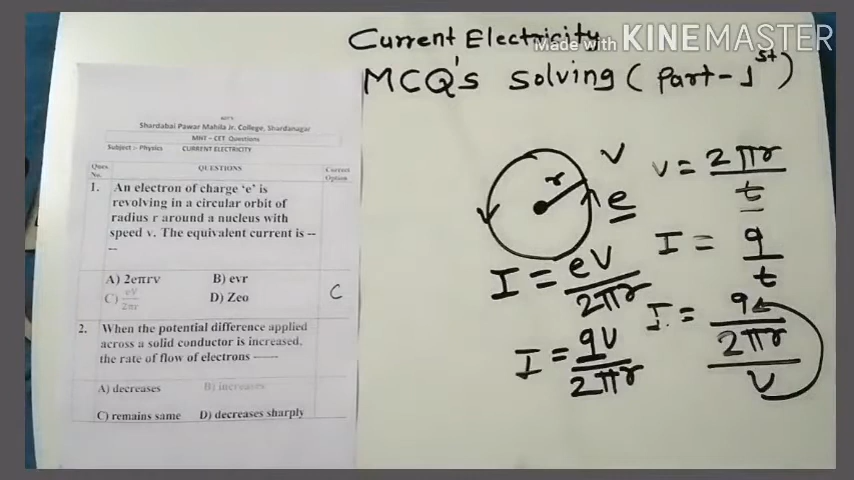 Current Electricity
Made with KINEMASTER
MCQ's solving (Part-1st)
Shardabai Pawar Mahila Jr. College, Shardanagar
MHT - CET Questions
Subject :- Physics CURRENT ELECTRICITY
Ques. No. QUESTIONS Correct Option
1. An electron of charge ‘e’ is
revolving in a circular orbit of
radius r around a nucleus with
speed v. The equivalent current is --
--
A) 2eπrv B) evr
C) eV/2πr D) Zeo
C
2. When the potential difference applied
across a solid conductor is increased,
the rate of flow of electrons ------
A) decreases B) increases
C) remains same D) decreases sharply
r V e
V = 2πr/t
I = q/t
I = eV/2πr
I = q/(2πr/V)
I = qV/2πr